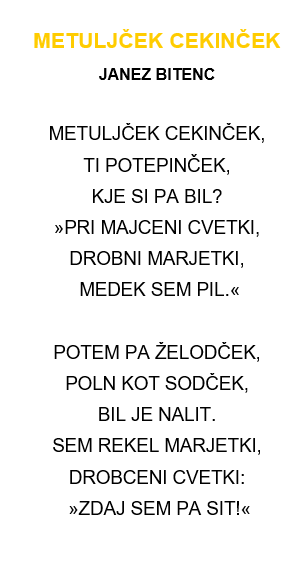 METULJČEK CEKINČEK
JANEZ BITENC
METULJČEK CEKINČEK,
TI POTEPINČEK,
KJE SI PA BIL?
»PRI MAJCENI CVETKI,
DROBNI MARJETKI,
MEDEK SEM PIL.«
POTEM PA ŽELODČEK,
POLN KOT SODČEK,
BIL JE NALIT.
SEM REKEL MARJETKI,
DROBCENI CVETKI:
»ZDAJ SEM PA SIT!«